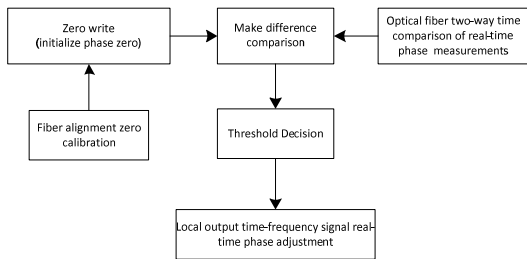 Zero write
(initialize phase zero)
Make difference
comparison
Optical fiber two-way time
comparison of real-time
phase measurements
Fiber alignment zero
calibration
Threshold Decision
Local output time-frequency signal real-
time phase adjustment